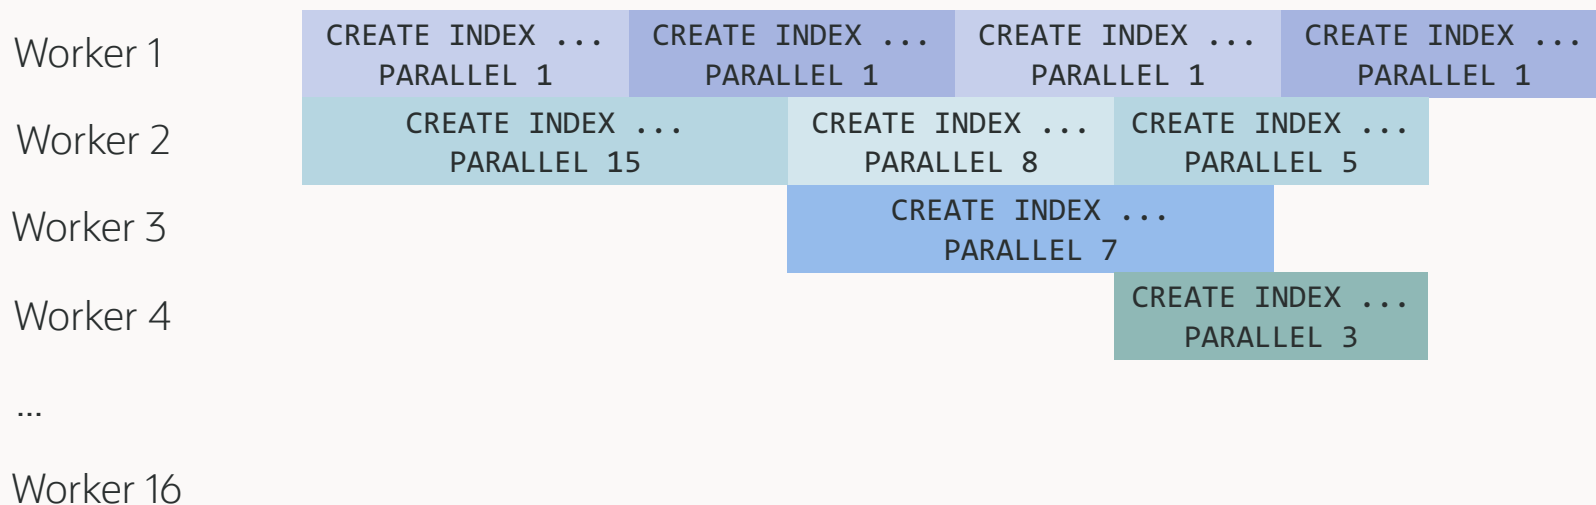 Worker 1
CREATE INDEX ... CREATE INDEX ... CREATE INDEX ... CREATE INDEX ...
PARALLEL 1 PARALLEL 1 PARALLEL 1 PARALLEL 1
Worker 2
CREATE INDEX ... CREATE INDEX ... CREATE INDEX ...
PARALLEL 15 PARALLEL 8 PARALLEL 5
Worker 3
CREATE INDEX ...
PARALLEL 7
Worker 4
CREATE INDEX ...
PARALLEL 3
...
Worker 16